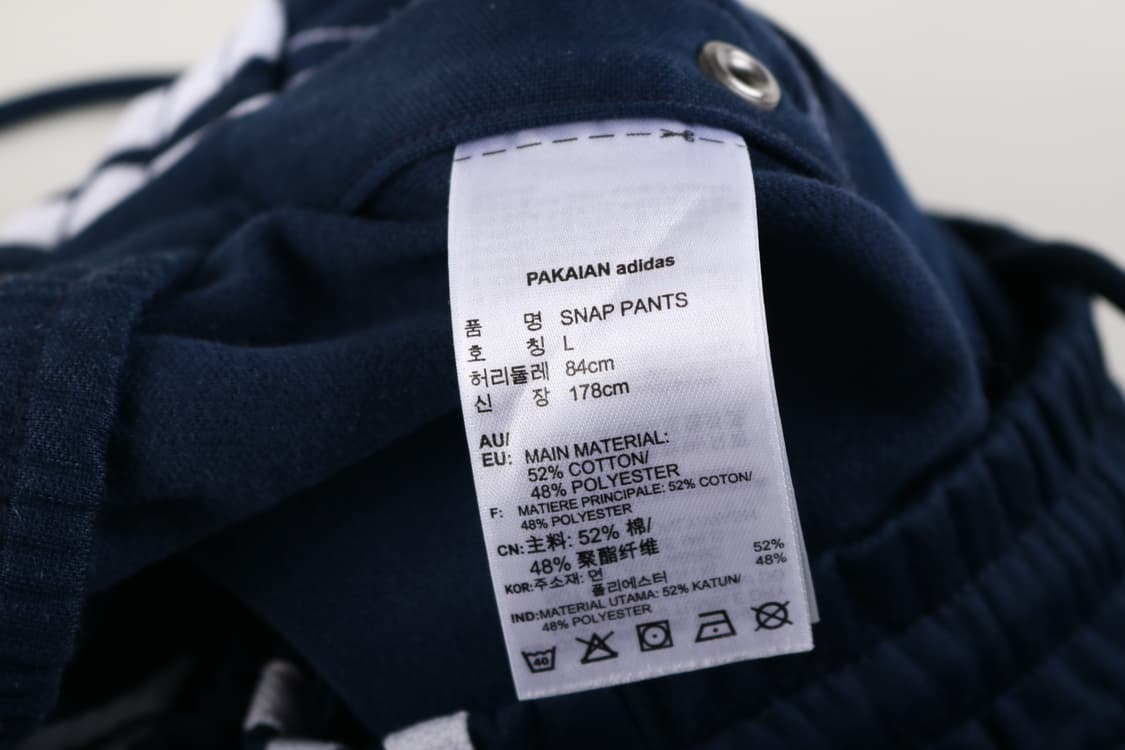 PAKAIAN adidas
품 명 SNAP PANTS
호 칭 L
허리둘레 84cm
신 장 178cm
AU/
EU: MAIN MATERIAL:
52% COTTON/
48% POLYESTER
F: MATIERE PRINCIPALE: 52% COTON/
48% POLYESTER
CN:主料: 52% 棉/
48% 聚酯纤维
KOR:주소재: 면 52%
폴리에스터 48%
IND:MATERIAL UTAMA: 52% KATUN/
48% POLYESTER
40